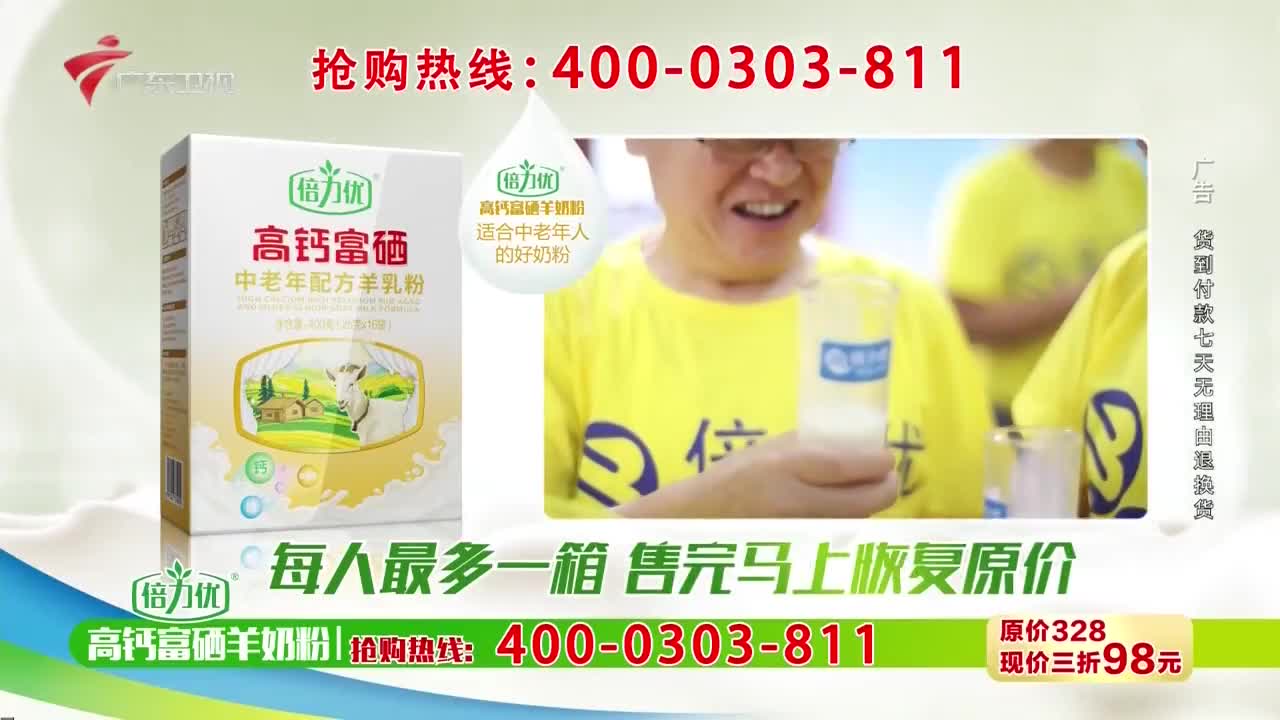 广东卫视
抢购热线：400-0303-811
倍力优
高钙富硒
中老年配方羊乳粉
倍力优
高钙富硒羊奶粉
适合中老年人
的好奶粉
钙
倍力优
广告 货到付款七天无理由退换货
每人最多一箱 售完马上恢复原价
倍力优
高钙富硒羊奶粉
抢购热线：400-0303-811
原价328
现价三折98元